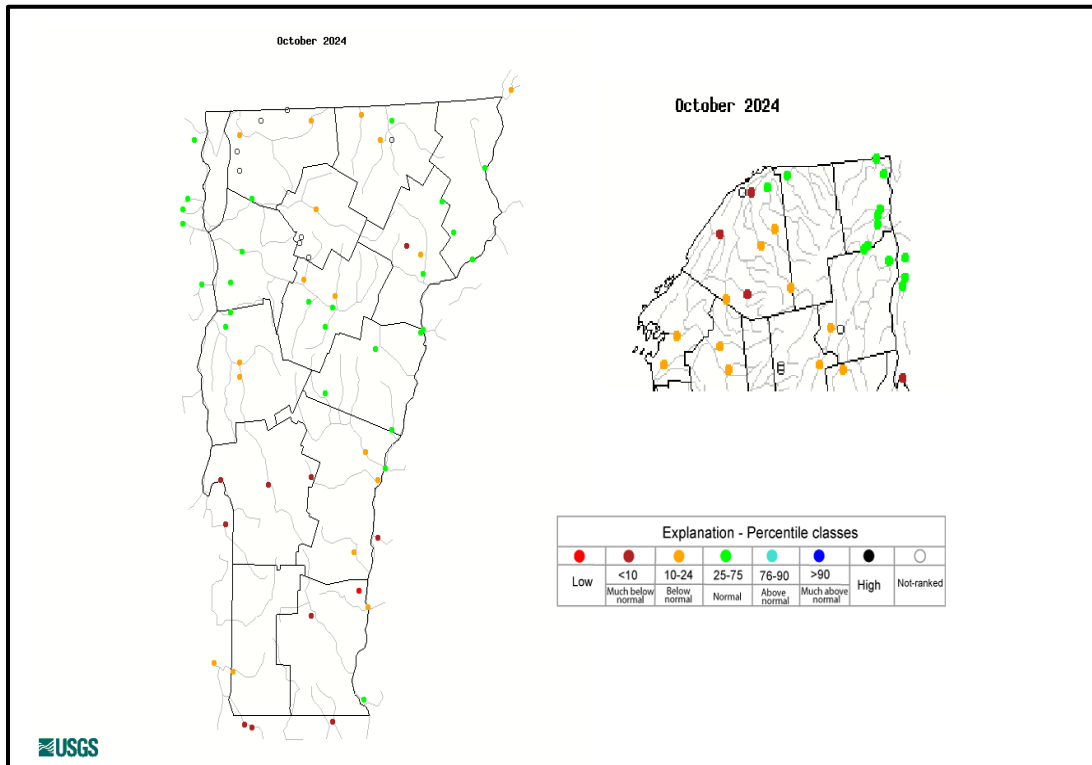 October 2024
October 2024
Explanation - Percentile classes
Low <10 10-24 25-75 76-90 >90 High Not-ranked
Much below normal Below normal Normal Above normal Much above normal
USGS